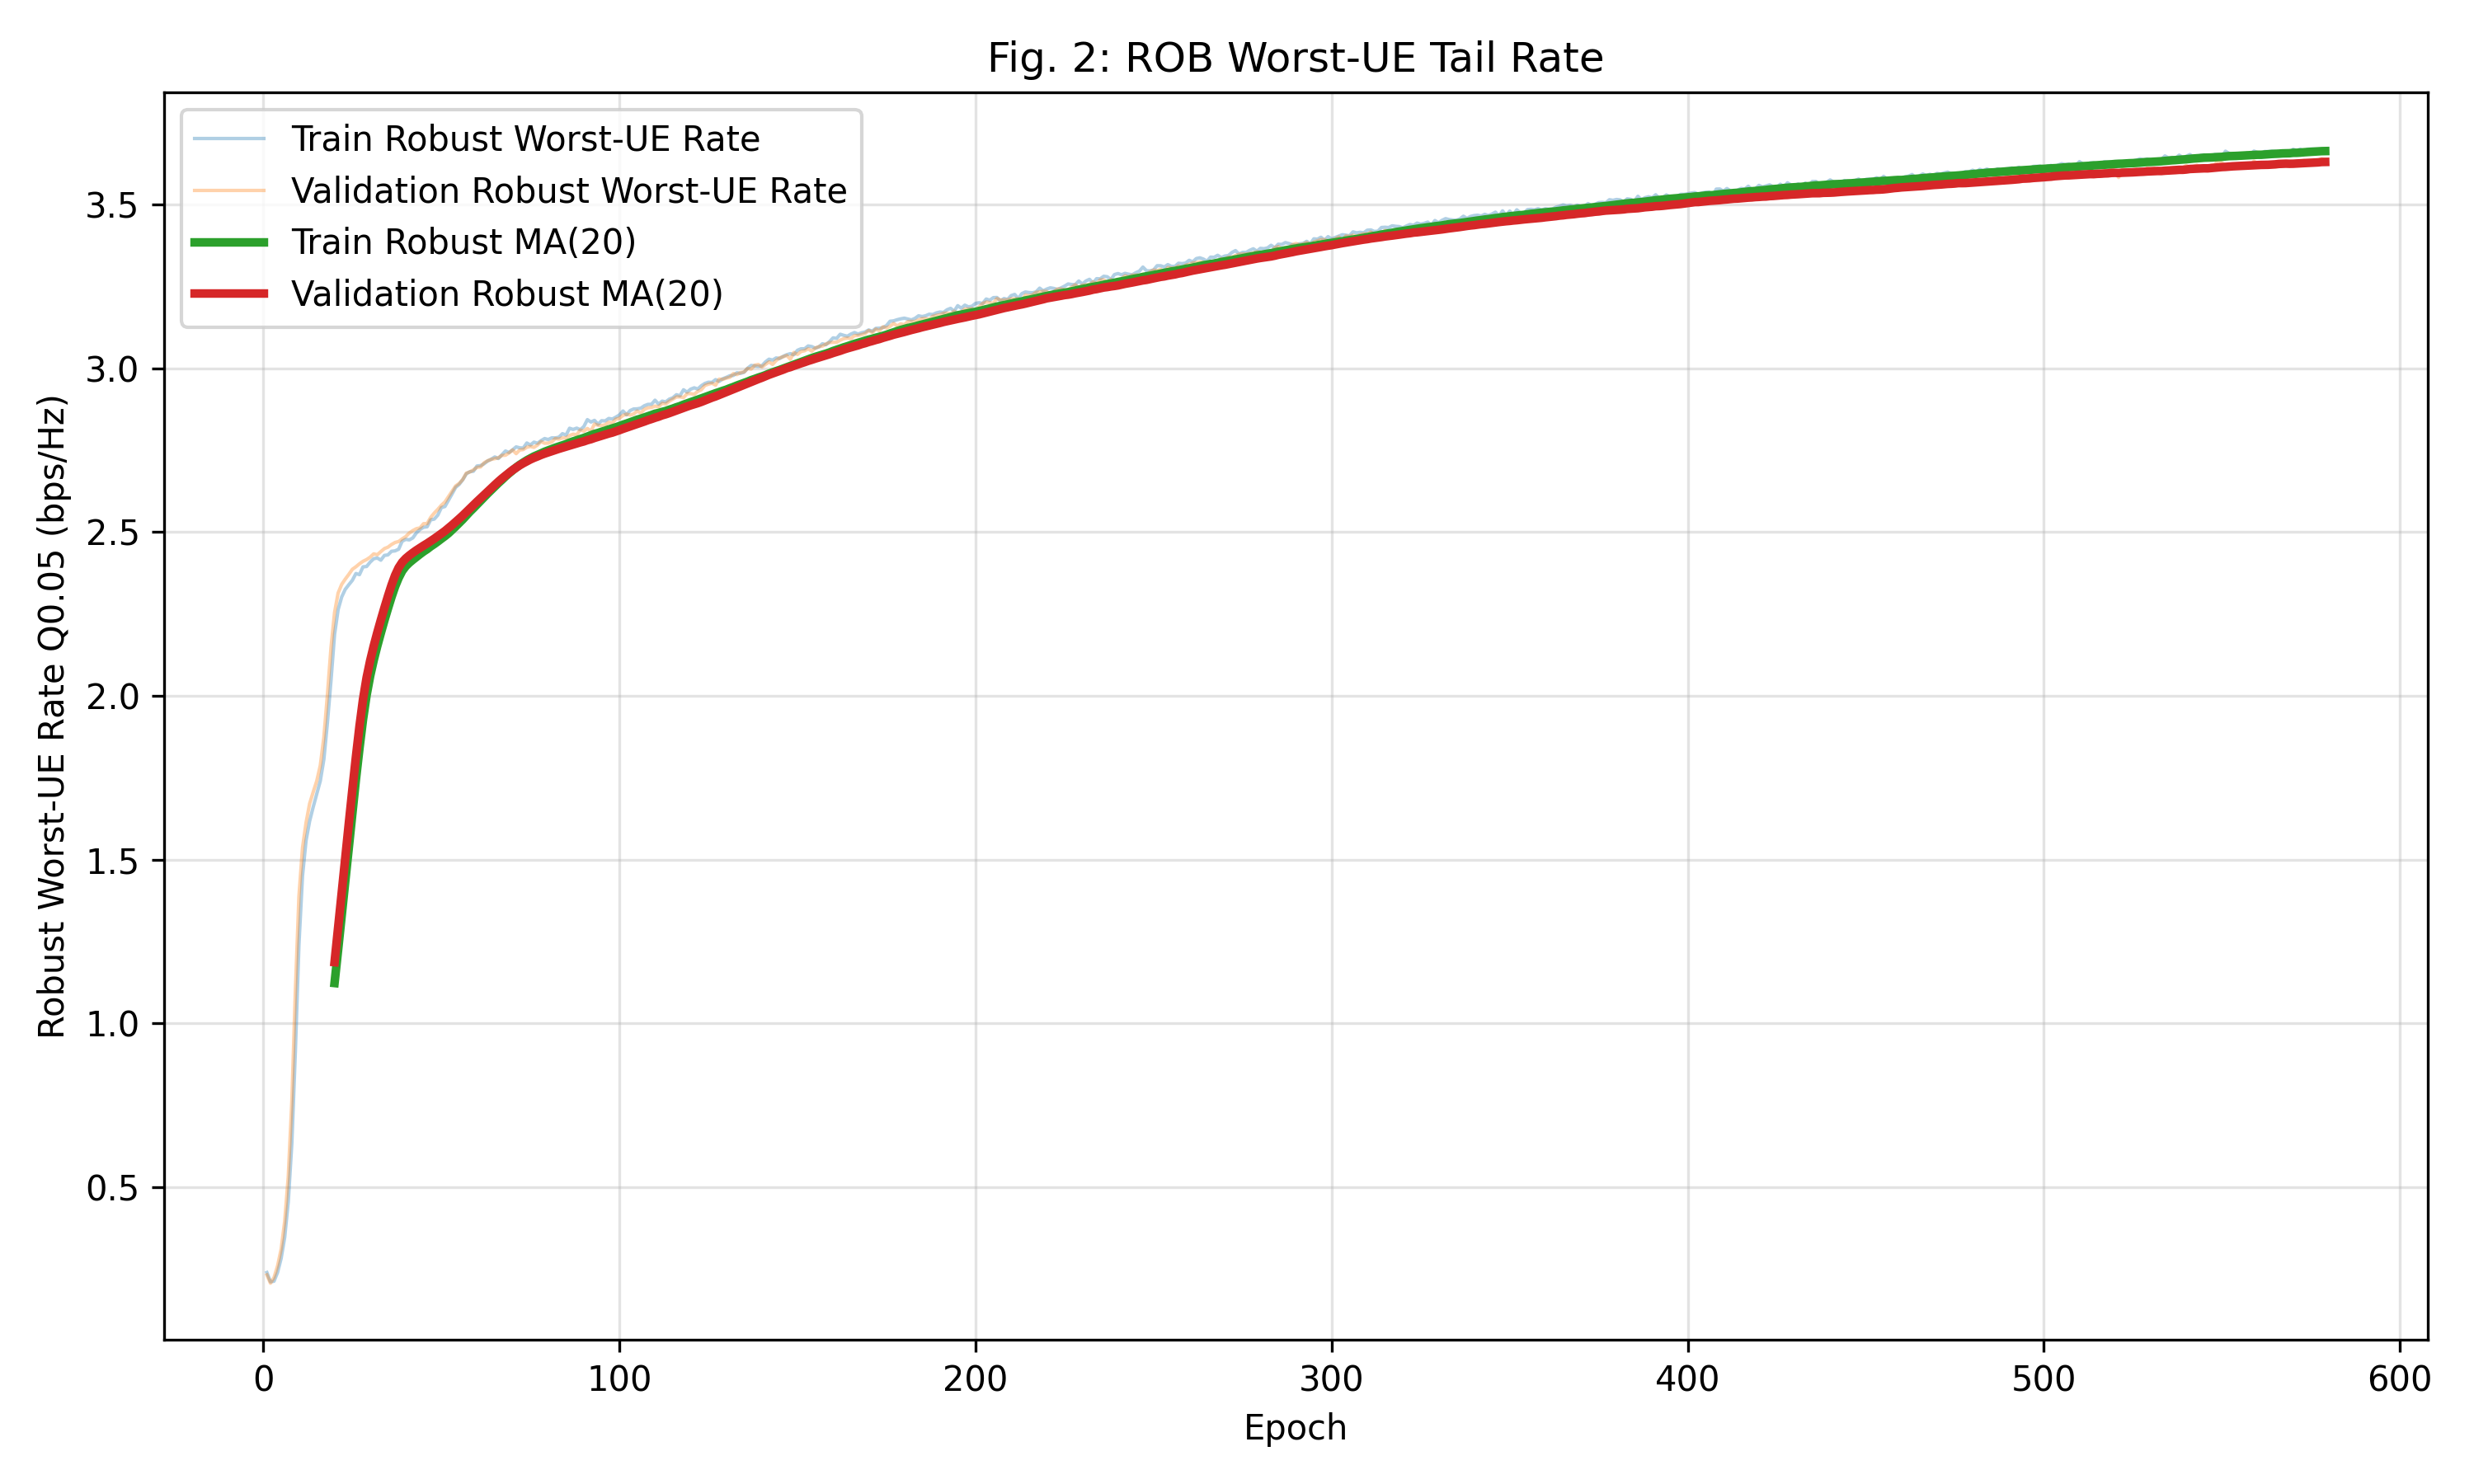 Fig. 2: ROB Worst-UE Tail Rate
Train Robust Worst-UE Rate
Validation Robust Worst-UE Rate
Train Robust MA(20)
Validation Robust MA(20)
Robust Worst-UE Rate Q0.05 (bps/Hz)
3.5
3.0
2.5
2.0
1.5
1.0
0.5
0 100 200 300 400 500 600
Epoch